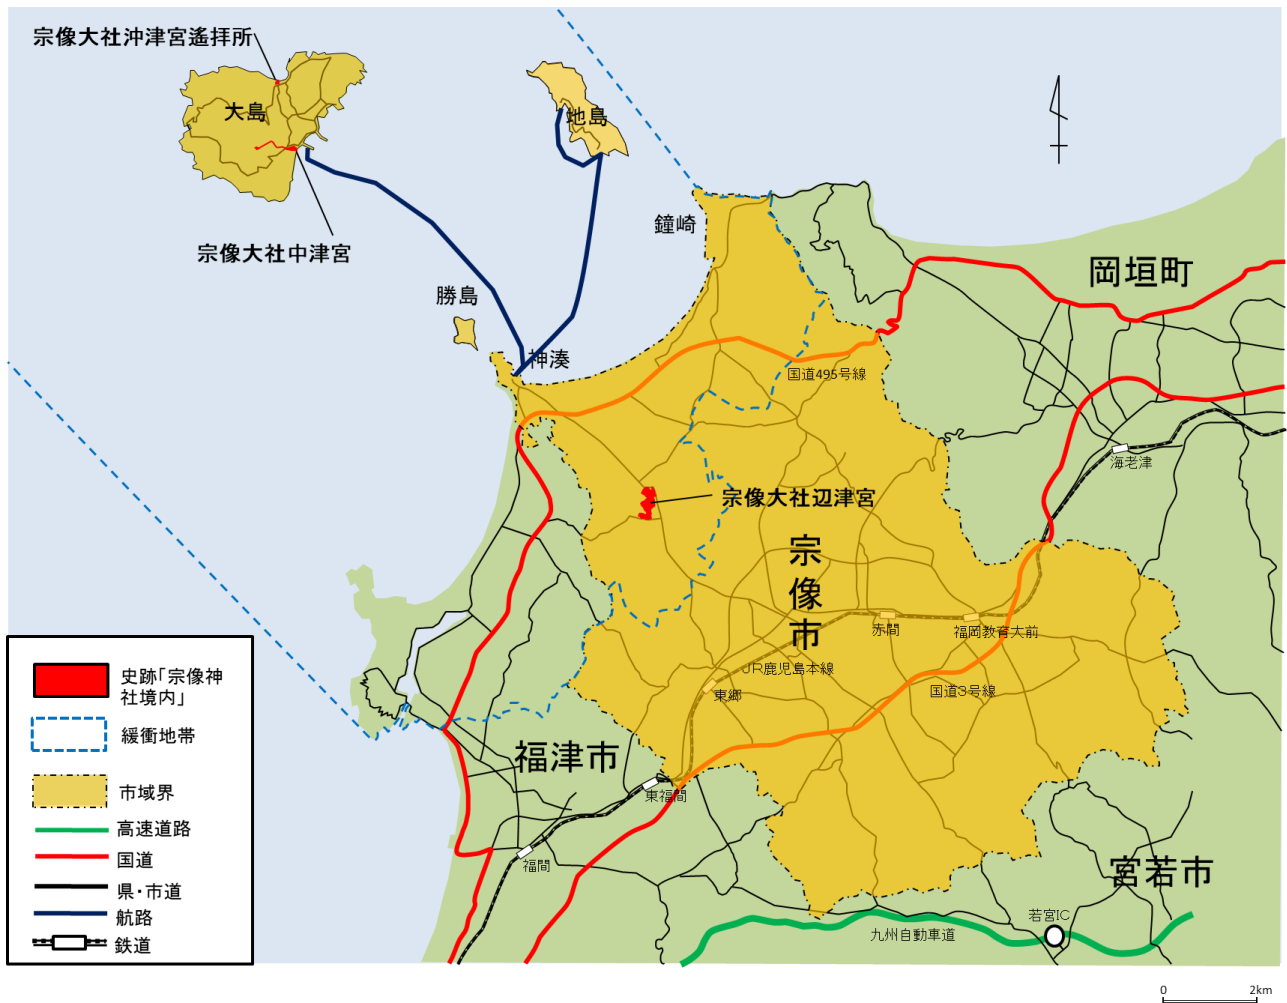 宗像大社沖津宮遙拝所
大島
地島
鐘崎
宗像大社中津宮
岡垣町
勝島
神湊
国道495号線
海老津
宗像大社辺津宮
宗像市
赤間
福岡教育大前
JR鹿児島本線
東郷
国道3号線
福津市
東福間
福間
宮若市
若宮IC
九州自動車道
史跡「宗像神
社境内」
緩衝地帯
市域界
高速道路
国道
県・市道
航路
鉄道
0 2km